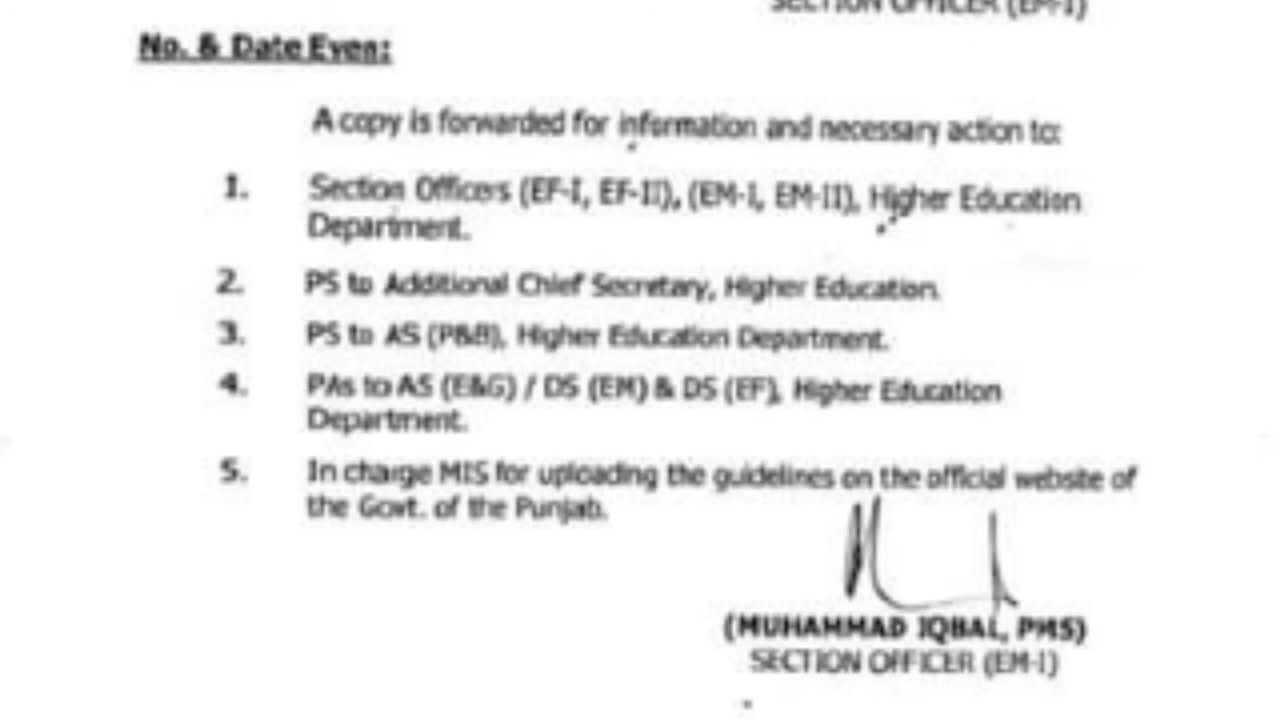 SECTION OFFICER (EM-I)
No. & Date Even:
A copy is forwarded for information and necessary action to:
1. Section Officers (EF-I, EF-II), (EM-I, EM-II), Higher Education
Department.
2. PS to Additional Chief Secretary, Higher Education.
3. PS to AS (P&B), Higher Education Department.
4. PAs to AS (E&G) / DS (EM) & DS (EF), Higher Education
Department.
5. In charge MIS for uploading the guidelines on the official website of
the Govt. of the Punjab.
(MUHAMMAD IQBAL, PMS)
SECTION OFFICER (EM-I)